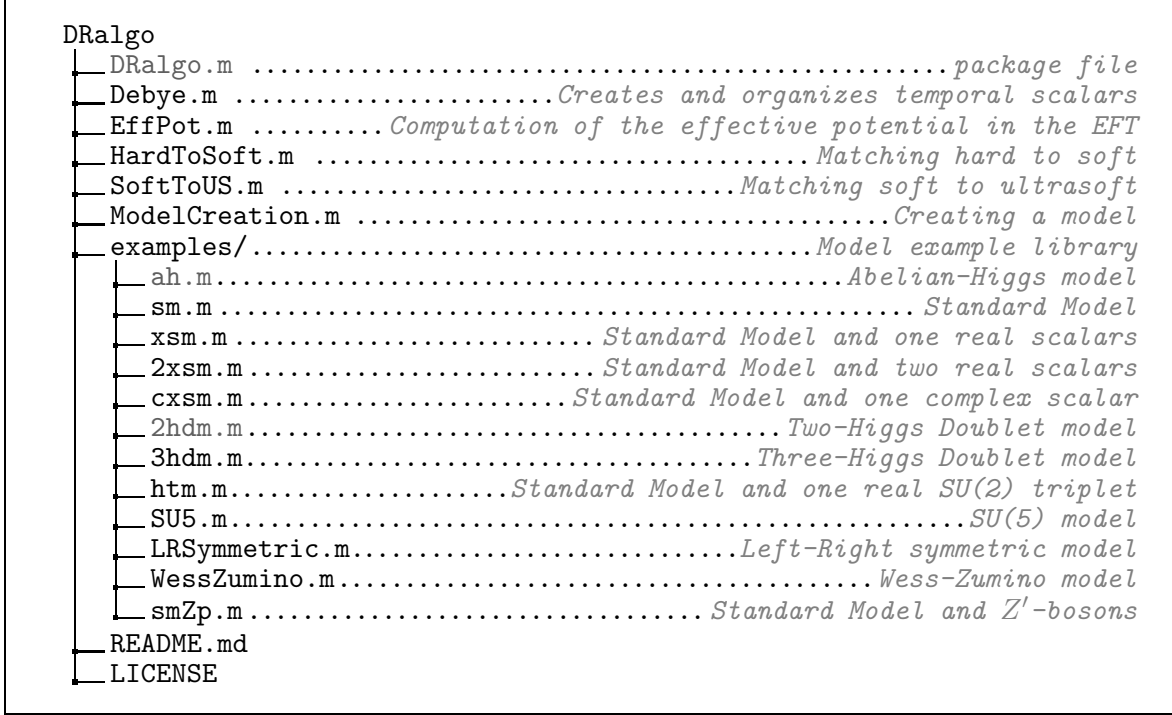 DRalgo
DRalgo.m ....................................................package file
Debye.m ........................Creates and organizes temporal scalars
EffPot.m ..........Computation of the effective potential in the EFT
HardToSoft.m .....................................Matching hard to soft
SoftToUS.m ..................................Matching soft to ultrasoft
ModelCreation.m ........................................Creating a model
examples/..........................................Model example library
ah.m...............................................Abelian-Higgs model
sm.m .................................................... Standard Model
xsm.m ........................... Standard Model and one real scalars
2xsm.m .......................... Standard Model and two real scalars
cxsm.m........................Standard Model and one complex scalar
2hdm.m........................................Two-Higgs Doublet model
3hdm.m......................................Three-Higgs Doublet model
htm.m.....................Standard Model and one real SU(2) triplet
SU5.m.......................................................SU(5) model
LRSymmetric.m.............................Left-Right symmetric model
WessZumino.m ........................................ Wess-Zumino model
smZp.m .................................. Standard Model and Z′-bosons
README.md
LICENSE